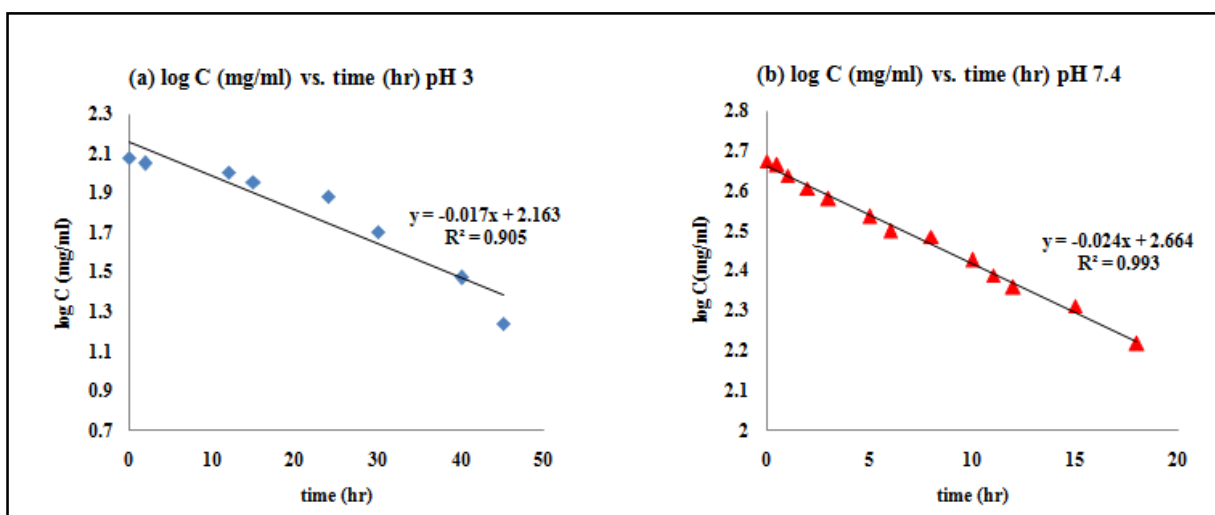 (a) log C (mg/ml) vs. time (hr) pH 3
2.3
2.1
1.9
1.7
1.5
1.3
1.1
0.9
0.7
log C (mg/ml)
y = -0.017x + 2.163
R² = 0.905
0 10 20 30 40 50
time (hr)
(b) log C (mg/ml) vs. time (hr) pH 7.4
2.8
2.7
2.6
2.5
2.4
2.3
2.2
2.1
2
log C(mg/ml)
y = -0.024x + 2.664
R² = 0.993
0 5 10 15 20
time (hr)